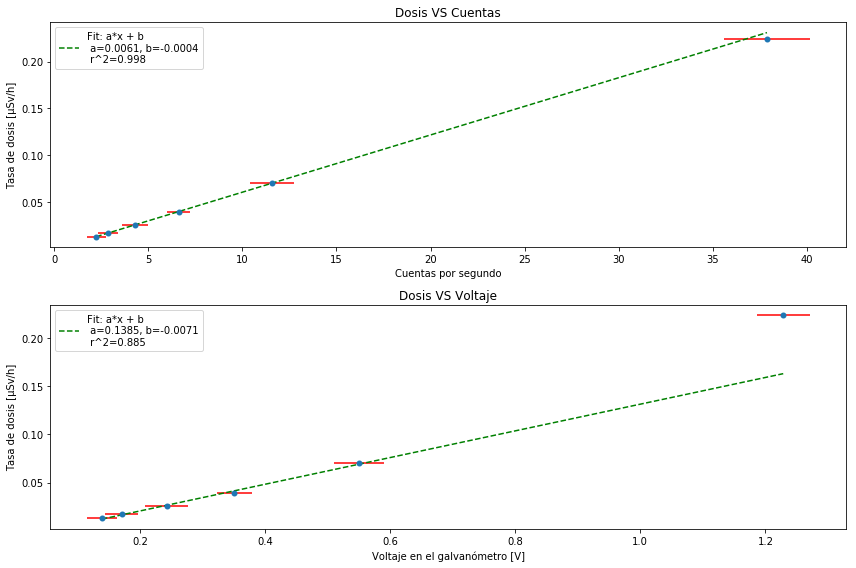 Dosis VS Cuentas
Fit: a*x + b
a=0.0061, b=-0.0004
r^2=0.998
Tasa de dosis [μSv/h]
0.20
0.15
0.10
0.05
0 5 10 15 20 25 30 35 40
Cuentas por segundo
Dosis VS Voltaje
Fit: a*x + b
a=0.1385, b=-0.0071
r^2=0.885
Tasa de dosis [μSv/h]
0.20
0.15
0.10
0.05
0.2 0.4 0.6 0.8 1.0 1.2
Voltaje en el galvanómetro [V]